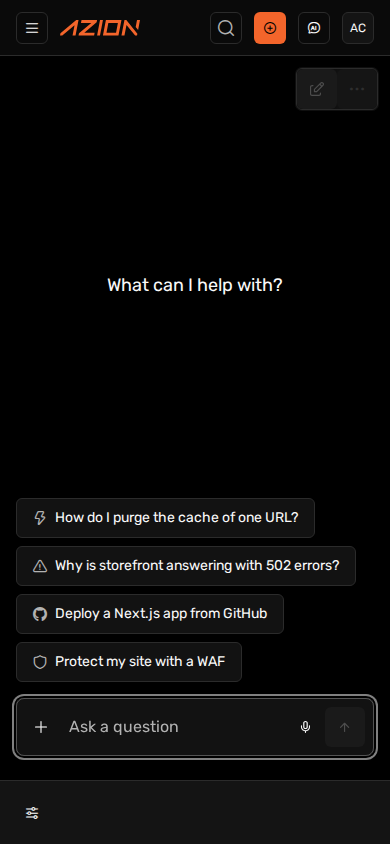 AZION
AI
AC
What can I help with?
How do I purge the cache of one URL?
Why is storefront answering with 502 errors?
Deploy a Next.js app from GitHub
Protect my site with a WAF
Ask a question